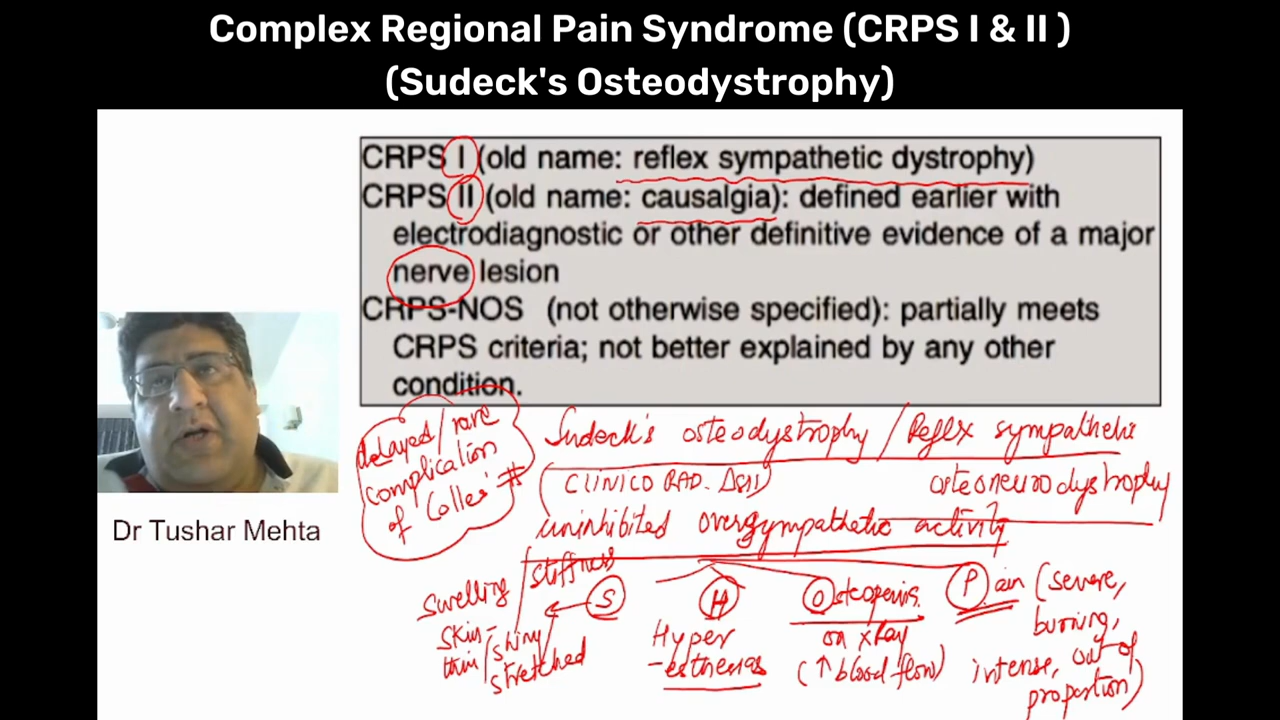 Complex Regional Pain Syndrome (CRPS I & II )
(Sudeck's Osteodystrophy)
CRPS I (old name: reflex sympathetic dystrophy)
CRPS II (old name: causalgia): defined earlier with
electrodiagnostic or other definitive evidence of a major
nerve lesion
CRPS-NOS (not otherwise specified): partially meets
CRPS criteria; not better explained by any other
condition.
delayed/rare
complication
of Colles' #
Sudeck's osteodystrophy / Reflex sympathetic
osteoneurodystrophy
(CLINICO RAD.
uninhibited oversympathetic activity
Swelling / stiffness
skin -
thin / shiny
stretched
S
H
Hyper
-esthesias
Osteopenia
on xRay
(↑ blood flow)
Pain (severe,
burning,
intense, out of
proportion)
Dr Tushar Mehta